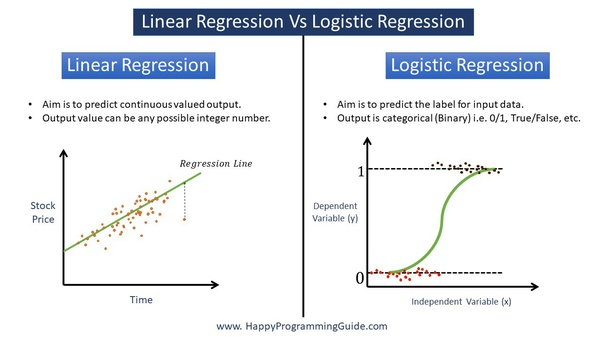 Linear Regression Vs Logistic Regression
Linear Regression
• Aim is to predict continuous valued output.
• Output value can be any possible integer number.
Regression Line
Stock
Price
Time
Logistic Regression
• Aim is to predict the label for input data.
• Output is categorical (Binary) i.e. 0/1, True/False, etc.
1
Dependent
Variable (y)
0
Independent Variable (x)
www. HappyProgrammingGuide.com